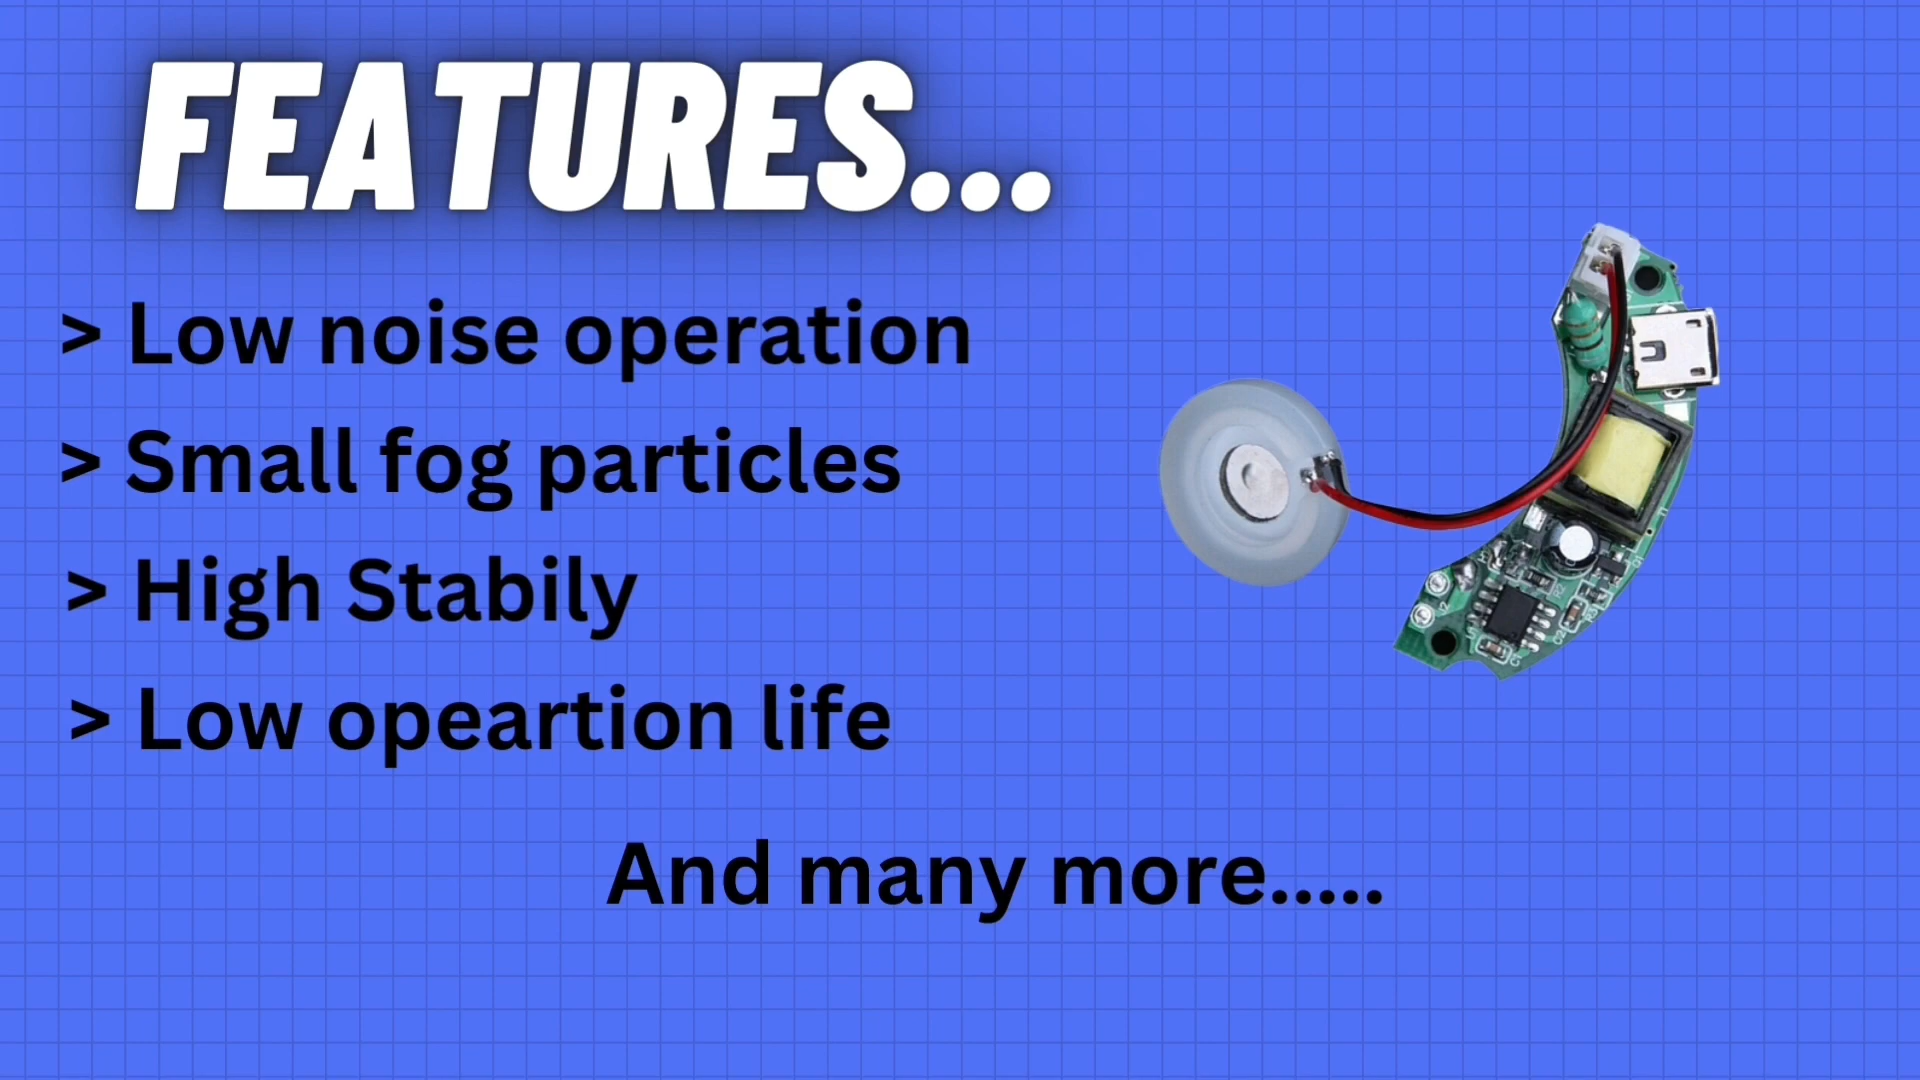 FEATURES...
> Low noise operation
> Small fog particles
> High Stabily
> Low opeartion life
And many more.....